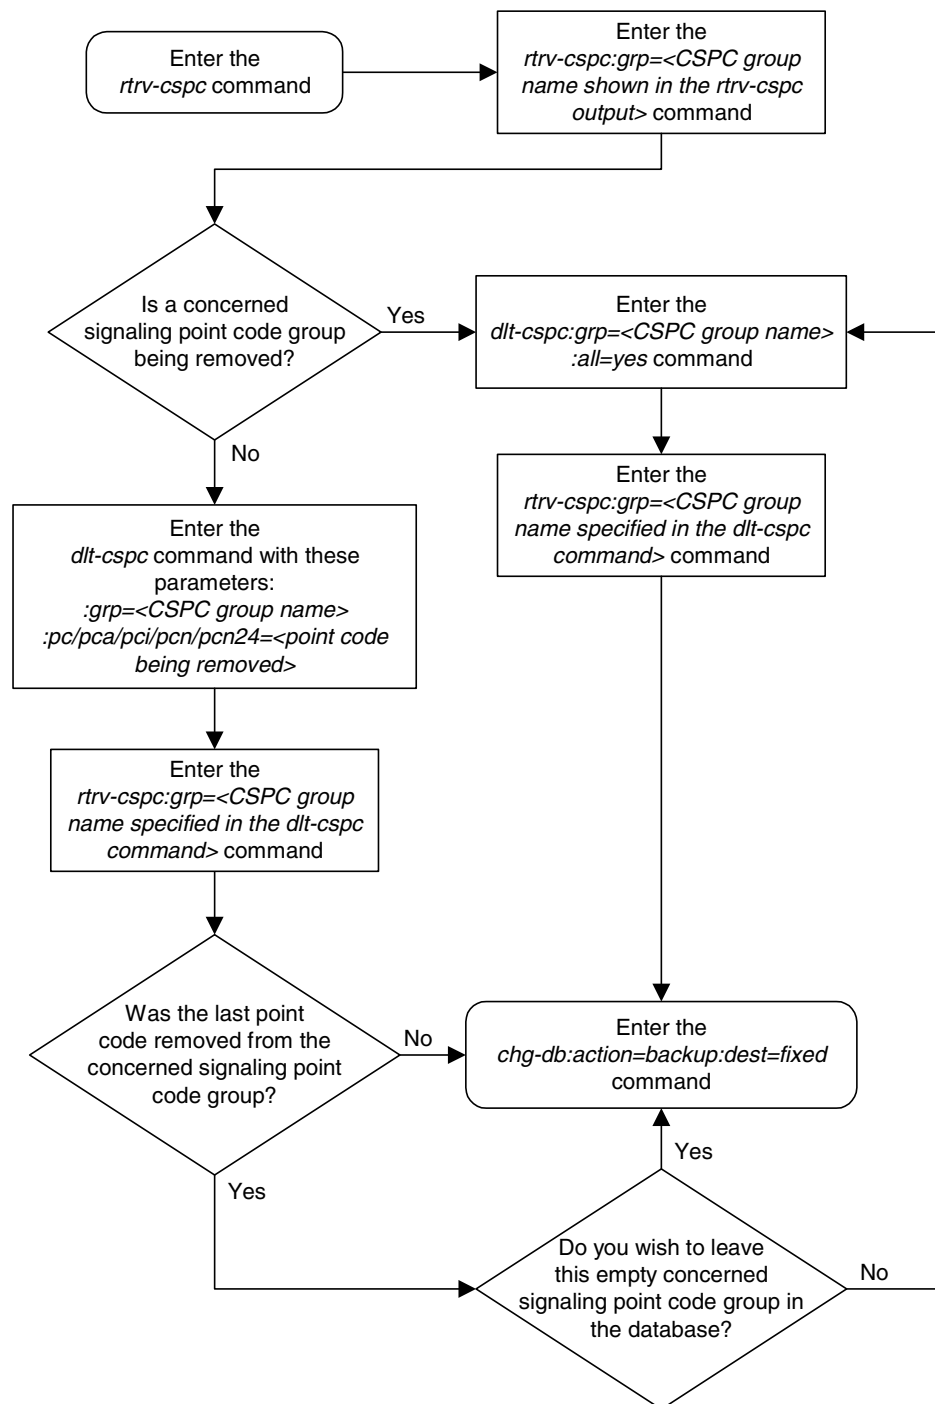 Enter the
rtrv-cspc command
Enter the
rtrv-cspc:grp=<CSPC group
name shown in the rtrv-cspc
output> command
Is a concerned
signaling point code group
being removed?
Yes
Enter the
dlt-cspc:grp=<CSPC group name>
:all=yes command
No
Enter the
dlt-cspc command with these
parameters:
:grp=<CSPC group name>
:pc/pca/pci/pcn/pcn24=<point code
being removed>
Enter the
rtrv-cspc:grp=<CSPC group
name specified in the dlt-cspc
command> command
Enter the
rtrv-cspc:grp=<CSPC group
name specified in the dlt-cspc
command> command
Was the last point
code removed from the
concerned signaling point
code group?
No
Enter the
chg-db:action=backup:dest=fixed
command
Yes
Yes
Do you wish to leave
this empty concerned
signaling point code group in
the database?
No